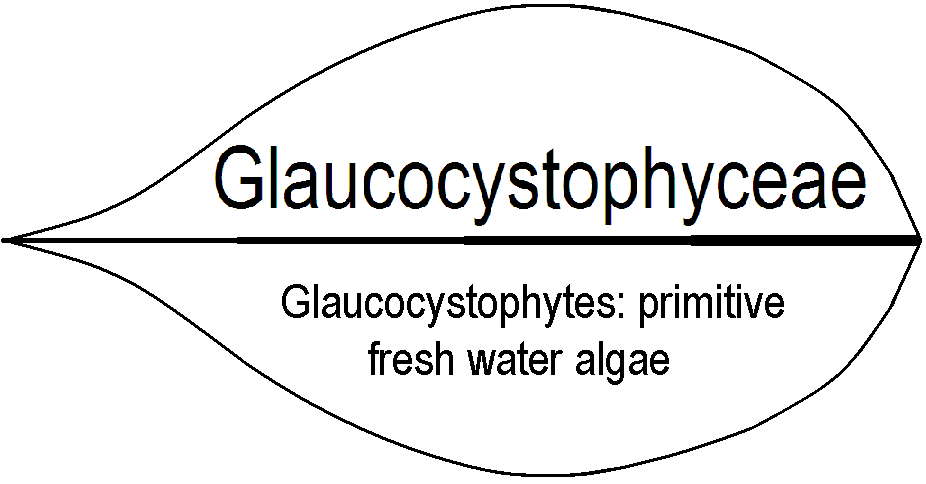 Glaucocystophyceae
Glaucocystophytes: primitive
fresh water algae